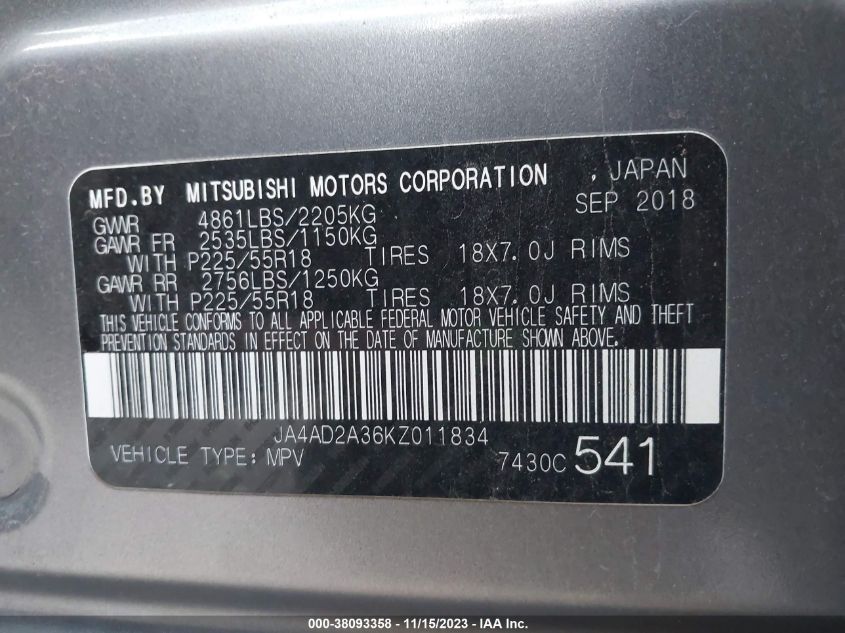 MFD.BY MITSUBISHI MOTORS CORPORATION , JAPAN
SEP 2018
GVWR 4861LBS/2205KG
GAWR FR 2535LBS/1150KG
WITH P225/55R18 TIRES 18X7.0J RIMS
GAWR RR 2756LBS/1250KG
WITH P225/55R18 TIRES 18X7.0J RIMS
THIS VEHICLE CONFORMS TO ALL APPLICABLE FEDERAL MOTOR VEHICLE SAFETY AND THEFT
PREVENTION STANDARDS IN EFFECT ON THE DATE OF MANUFACTURE SHOWN ABOVE.
JA4AD2A36KZ011834
VEHICLE TYPE: MPV 7430C 541
000-38093358 - 11/15/2023 - © IAA Inc.